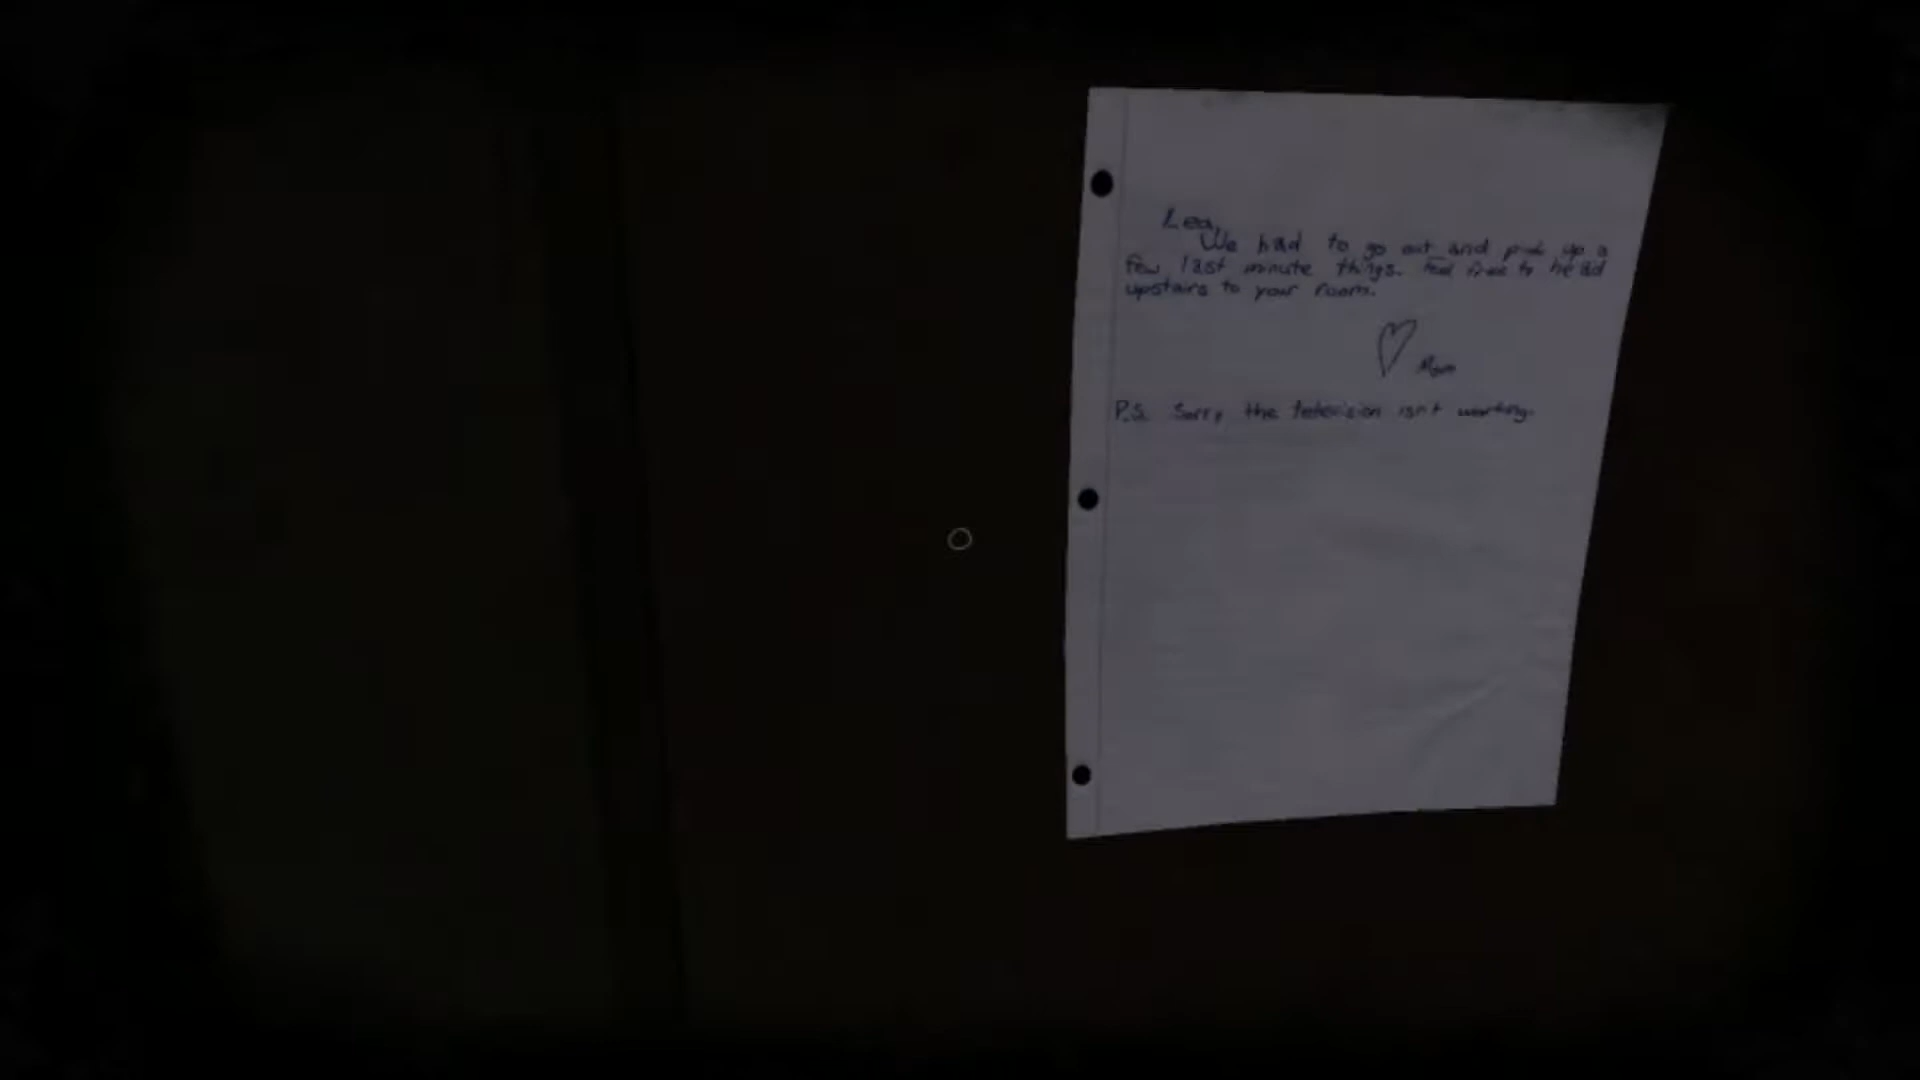 Lea,
We had to go out and pick up a
few last minute things. Feel free to head
upstairs to your room.
Mom
P.S. Sorry the television isn't working.